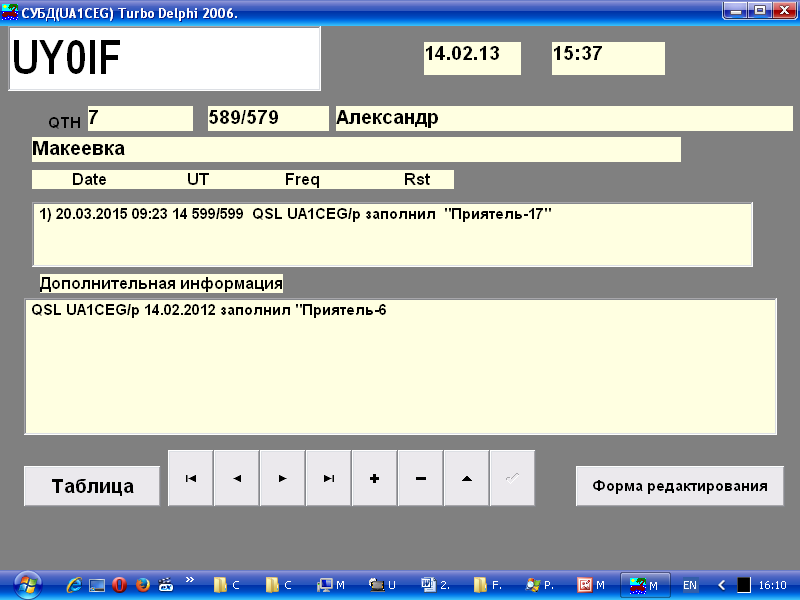 СУБД(UA1CEG) Turbo Delphi 2006.
UY0IF 14.02.13 15:37
QTH 7 589/579 Александр
Макеевка
Date UT Freq Rst
1) 20.03.2015 09:23 14 599/599 QSL UA1CEG/p заполнил "Приятель-17"
Дополнительная информация
QSL UA1CEG/p 14.02.2012 заполнил "Приятель-6
Таблица Форма редактирования
» С С М U 2. F. P. M М EN 16:10